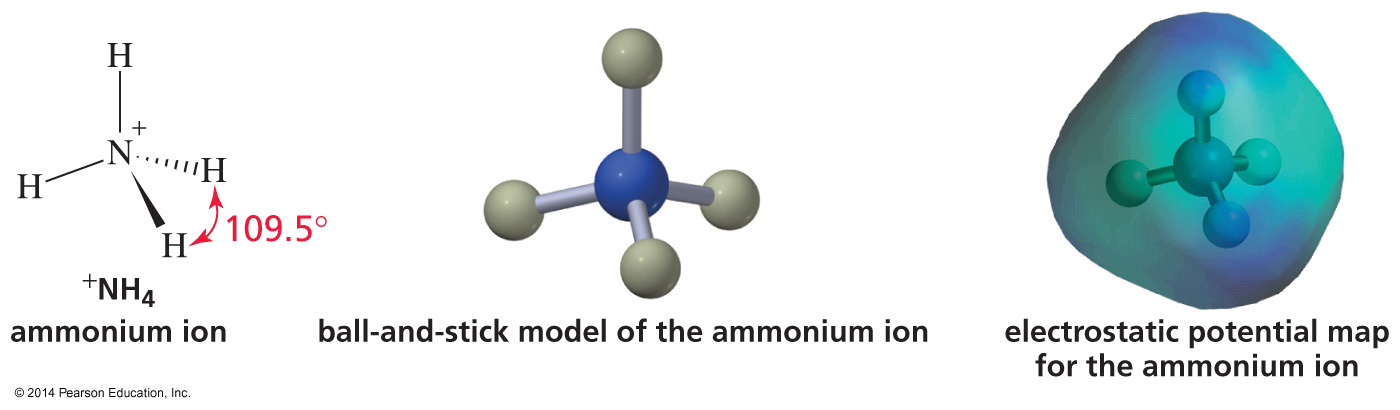 H
+
N
H
H
H
109.5°
⁺NH₄
ammonium ion
ball-and-stick model of the ammonium ion
electrostatic potential map
for the ammonium ion
© 2014 Pearson Education, Inc.